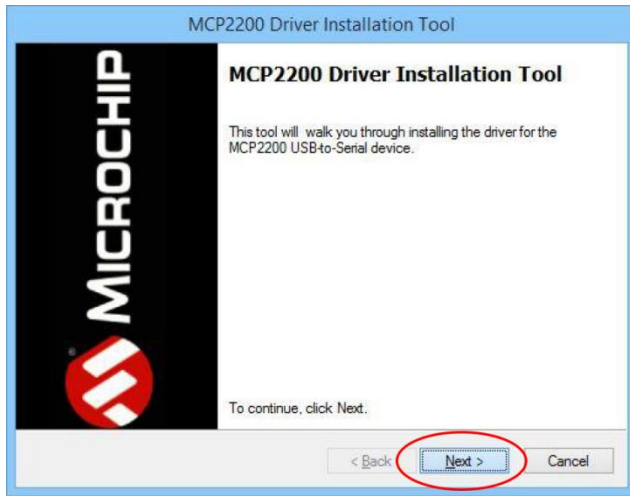 MCP2200 Driver Installation Tool
MICROCHIP
®
MCP2200 Driver Installation Tool
This tool will walk you through installing the driver for the
MCP2200 USB-to-Serial device.
To continue, click Next.
< Back
Next >
Cancel